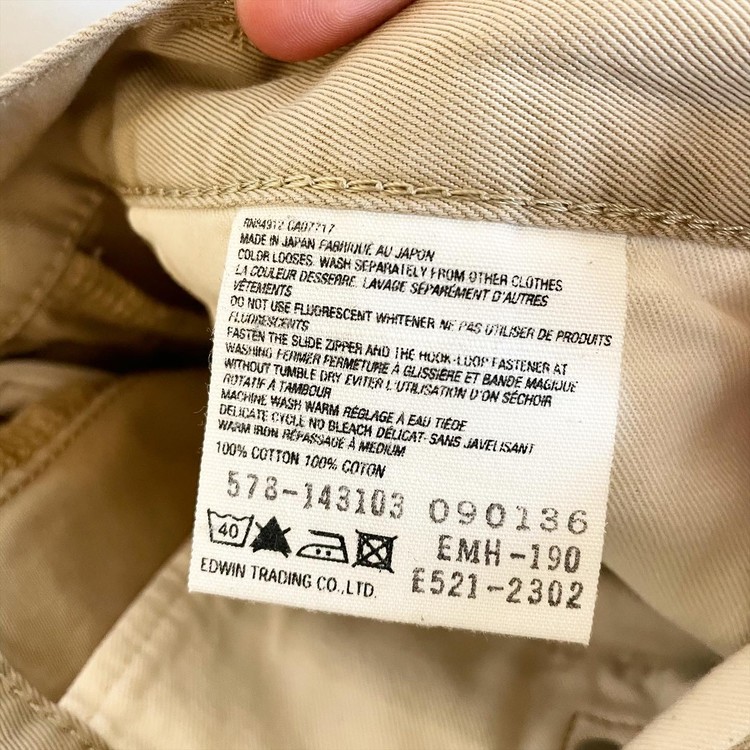 RN84912 CA07717
MADE IN JAPAN FABRIQUÉ AU JAPON
COLOR LOOSES. WASH SEPARATELY FROM OTHER CLOTHES
LA COULEUR DESSERRE. LAVAGE SÉPARÉMENT D'AUTRES
VÊTEMENTS
DO NOT USE FLUORESCENT WHITENER NE PAS UTILISER DE PRODUITS
FLUORESCENTS
FASTEN THE SLIDE ZIPPER AND THE HOOK-LOOP FASTENER AT
WASHING FERMER FERMETURE À GLISSIÈRE ET BANDE MAGIQUE
WITHOUT TUMBLE DRY EVITER L'UTILISATION D'ON SÉCHOIR
ROTATIF À TAMBOUR
MACHINE WASH WARM RÉGLAGE À EAU TIÈDE
DELICATE CYCLE NO BLEACH DÉLICAT-SANS JAVELISANT
WARM IRON RÉPASSAGE À MEDIUM
100% COTTON 100% COTON
578-143103 090136
40 EMH-190
EDWIN TRADING CO.,LTD. E521-2302